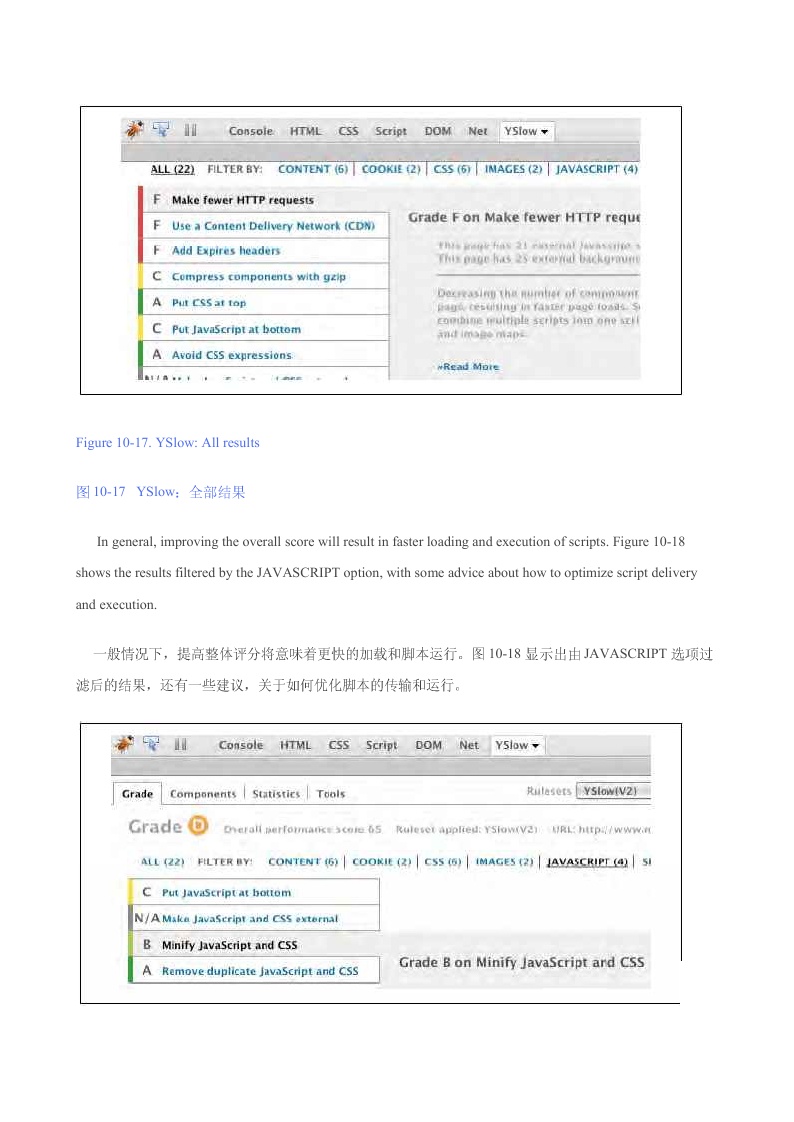 Console HTML CSS Script DOM Net YSlow
ALL (22) FILTER BY: CONTENT (6) COOKIE (2) CSS (6) IMAGES (2) JAVASCRIPT (4)
F Make fewer HTTP requests
F Use a Content Delivery Network (CDN)
F Add Expires headers
C Compress components with gzip
A Put CSS at top
C Put JavaScript at bottom
A Avoid CSS expressions
N/A
Grade F on Make fewer HTTP reque
This page has 21 external Javascript s
This page has 25 external backgroun
Decreasing the number of component
page, resulting in faster page loads. S
combine multiple scripts into one scri
and image maps.
»Read More
Figure 10-17. YSlow: All results
图 10-17 YSlow：全部结果
In general, improving the overall score will result in faster loading and execution of scripts. Figure 10-18
shows the results filtered by the JAVASCRIPT option, with some advice about how to optimize script delivery
and execution.
一般情况下，提高整体评分将意味着更快的加载和脚本运行。图 10-18 显示出由 JAVASCRIPT 选项过
滤后的结果，还有一些建议，关于如何优化脚本的传输和运行。
Console HTML CSS Script DOM Net YSlow
Grade Components Statistics Tools Rulesets YSlow(V2)
Grade D Overall performance score 65 Ruleset applied: YSlow(V2) URL: http://www.n
ALL (22) FILTER BY: CONTENT (6) COOKIE (2) CSS (6) IMAGES (2) JAVASCRIPT (4) SE
C Put JavaScript at bottom
N/A Make JavaScript and CSS external
B Minify JavaScript and CSS
A Remove duplicate JavaScript and CSS
Grade B on Minify JavaScript and CSS